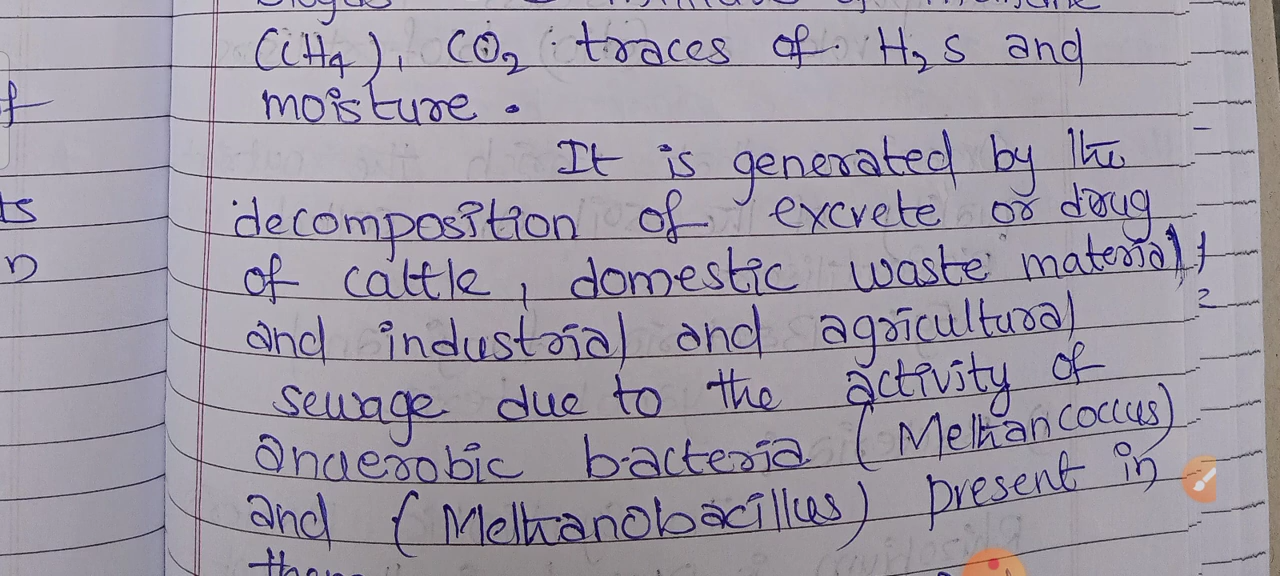 (CH4), CO2 traces of H2S and
moisture.
It is generated by the
decomposition of excrete or doug
of cattle, domestic waste material,
and industrial and agricultural
sewage due to the activity of
anaerobic bacteria (Methancoccus)
and (Methanobacillus) present in